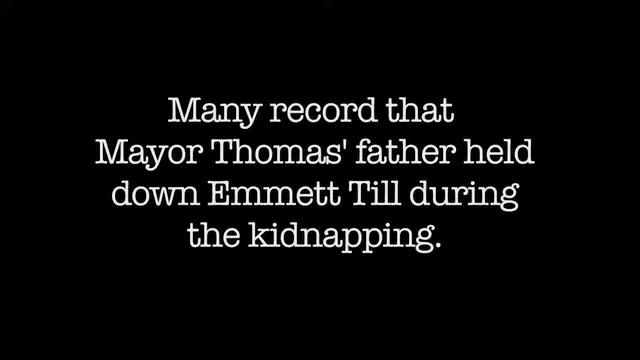 Many record that
Mayor Thomas' father held
down Emmett Till during
the kidnapping.